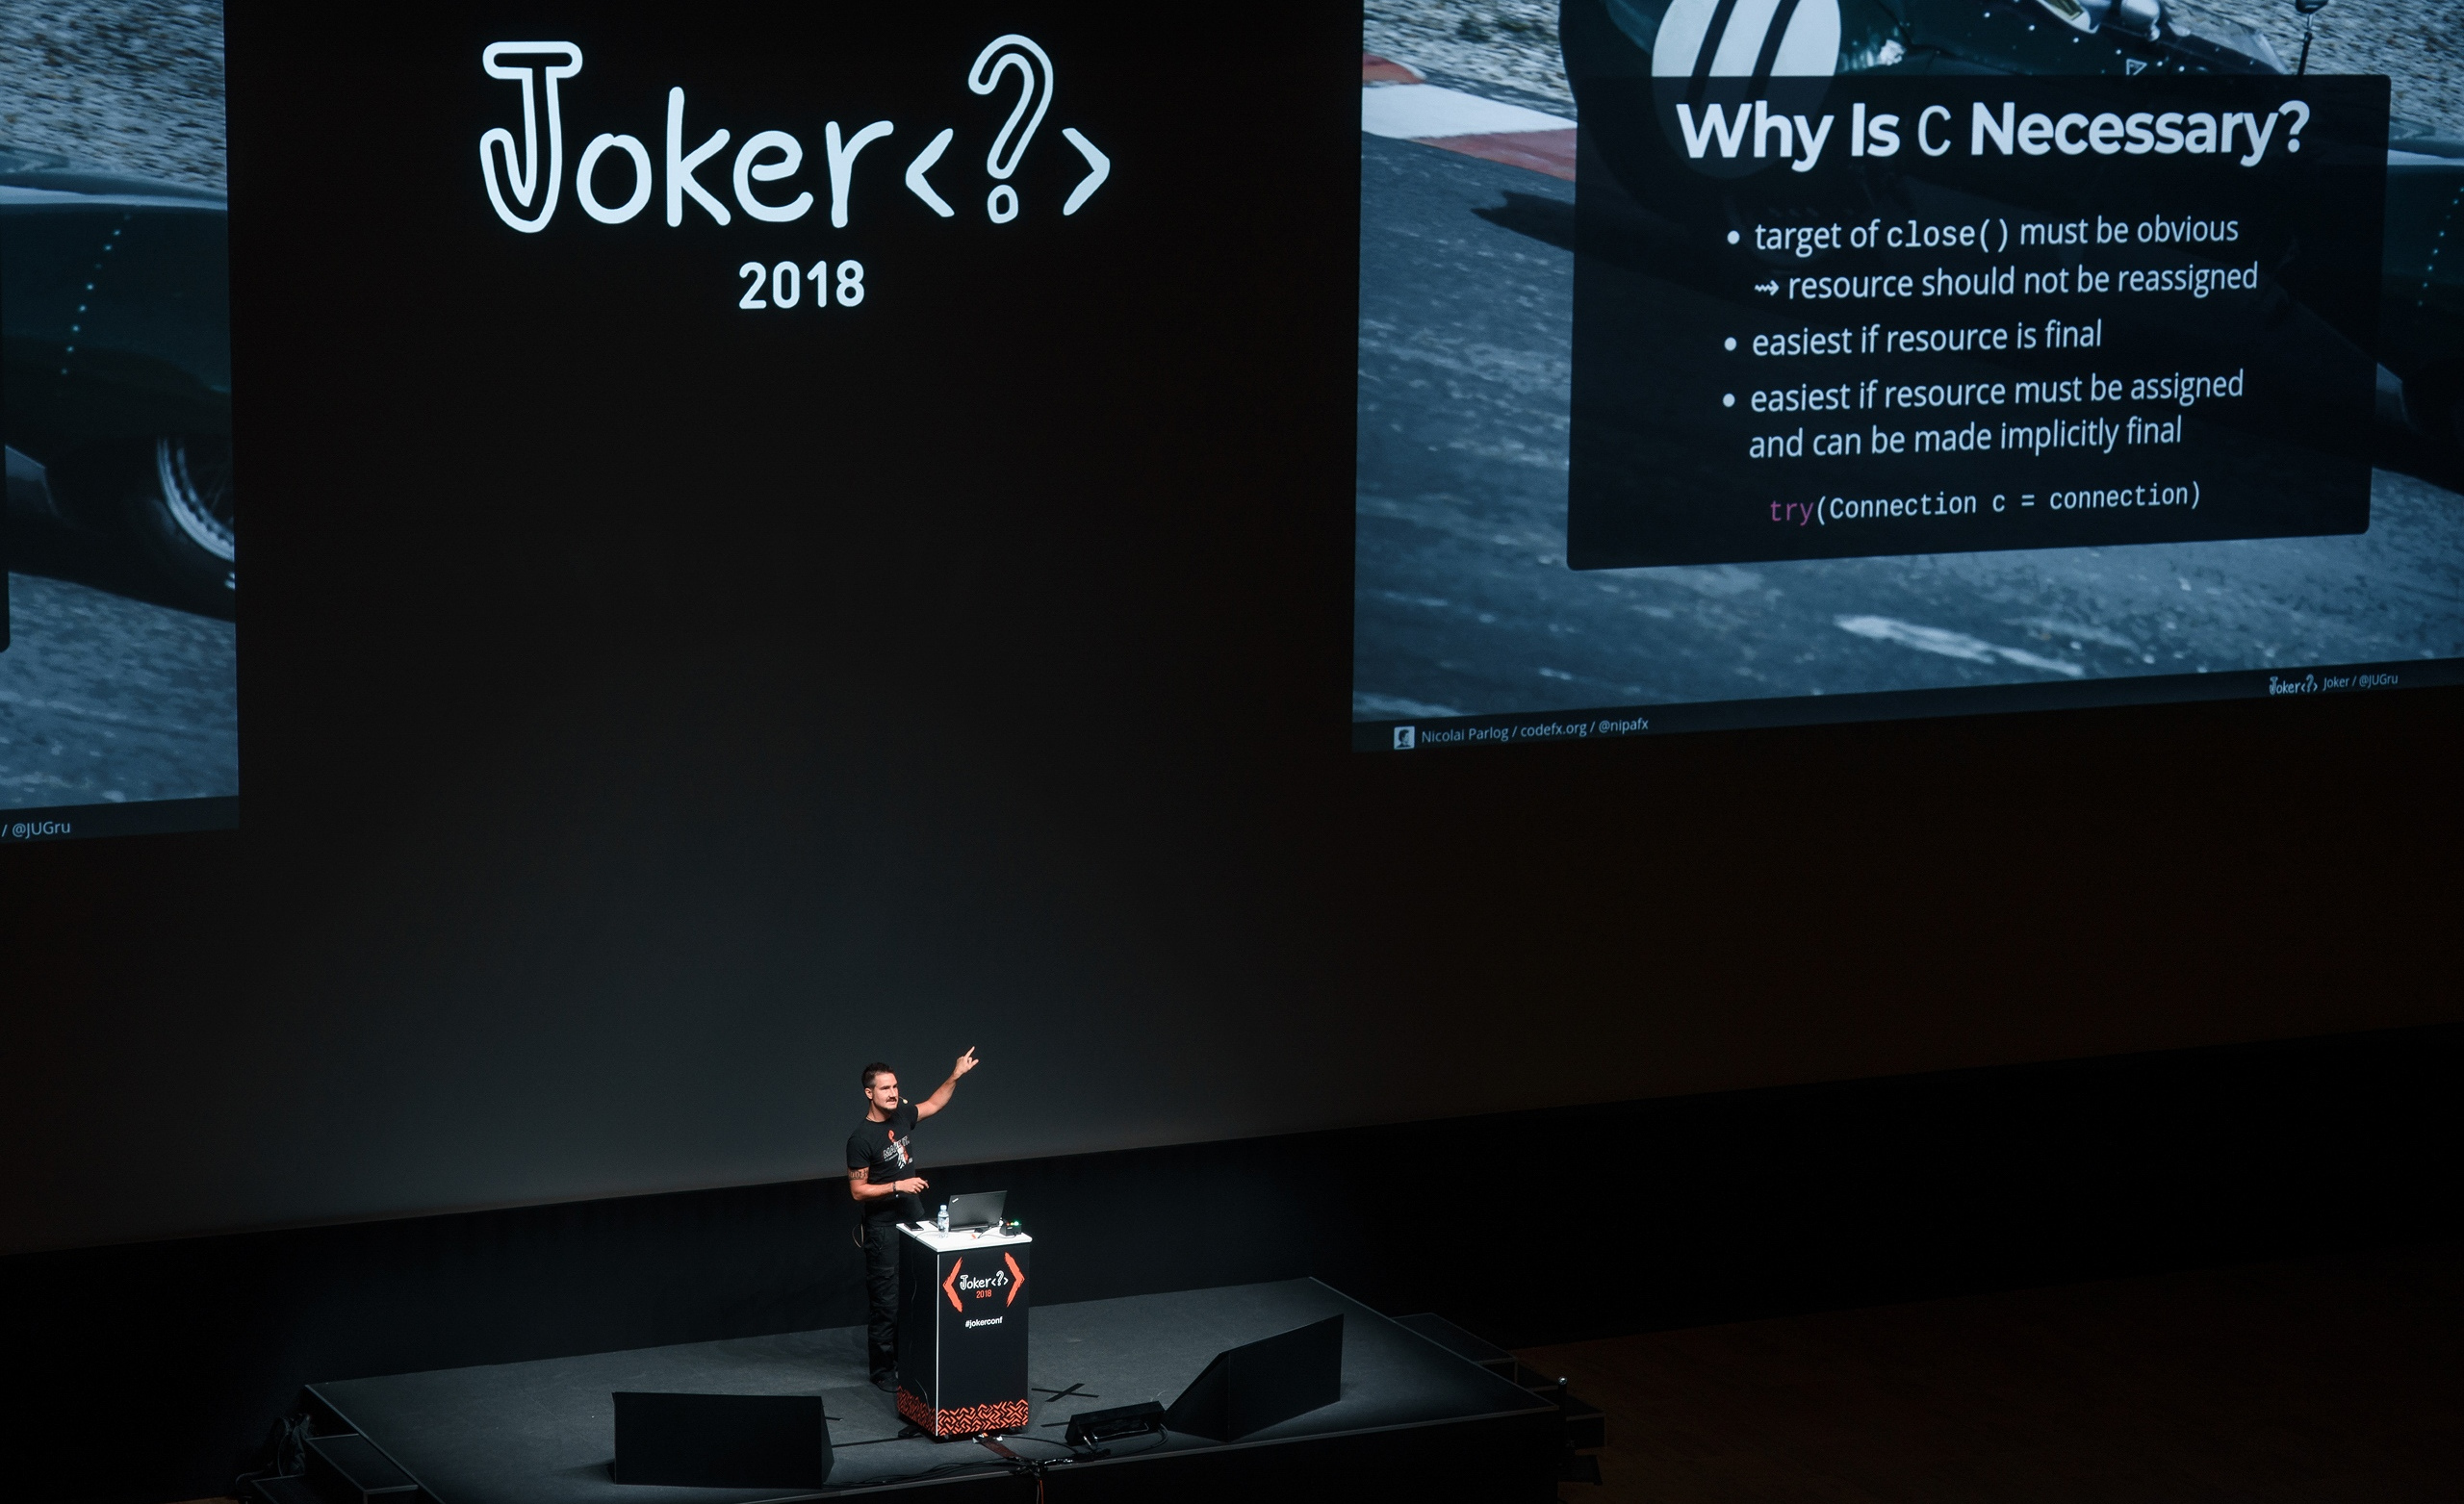 Joker<?>
2018
Why Is C Necessary?
• target of close() must be obvious
⇝ resource should not be reassigned
• easiest if resource is final
• easiest if resource must be assigned
and can be made implicitly final
try(Connection c = connection)
Joker<?> Joker / @JUGru
Nicolai Parlog / codefx.org / @nipafx
/ @JUGru
Joker<?>
2018
#jokerconf